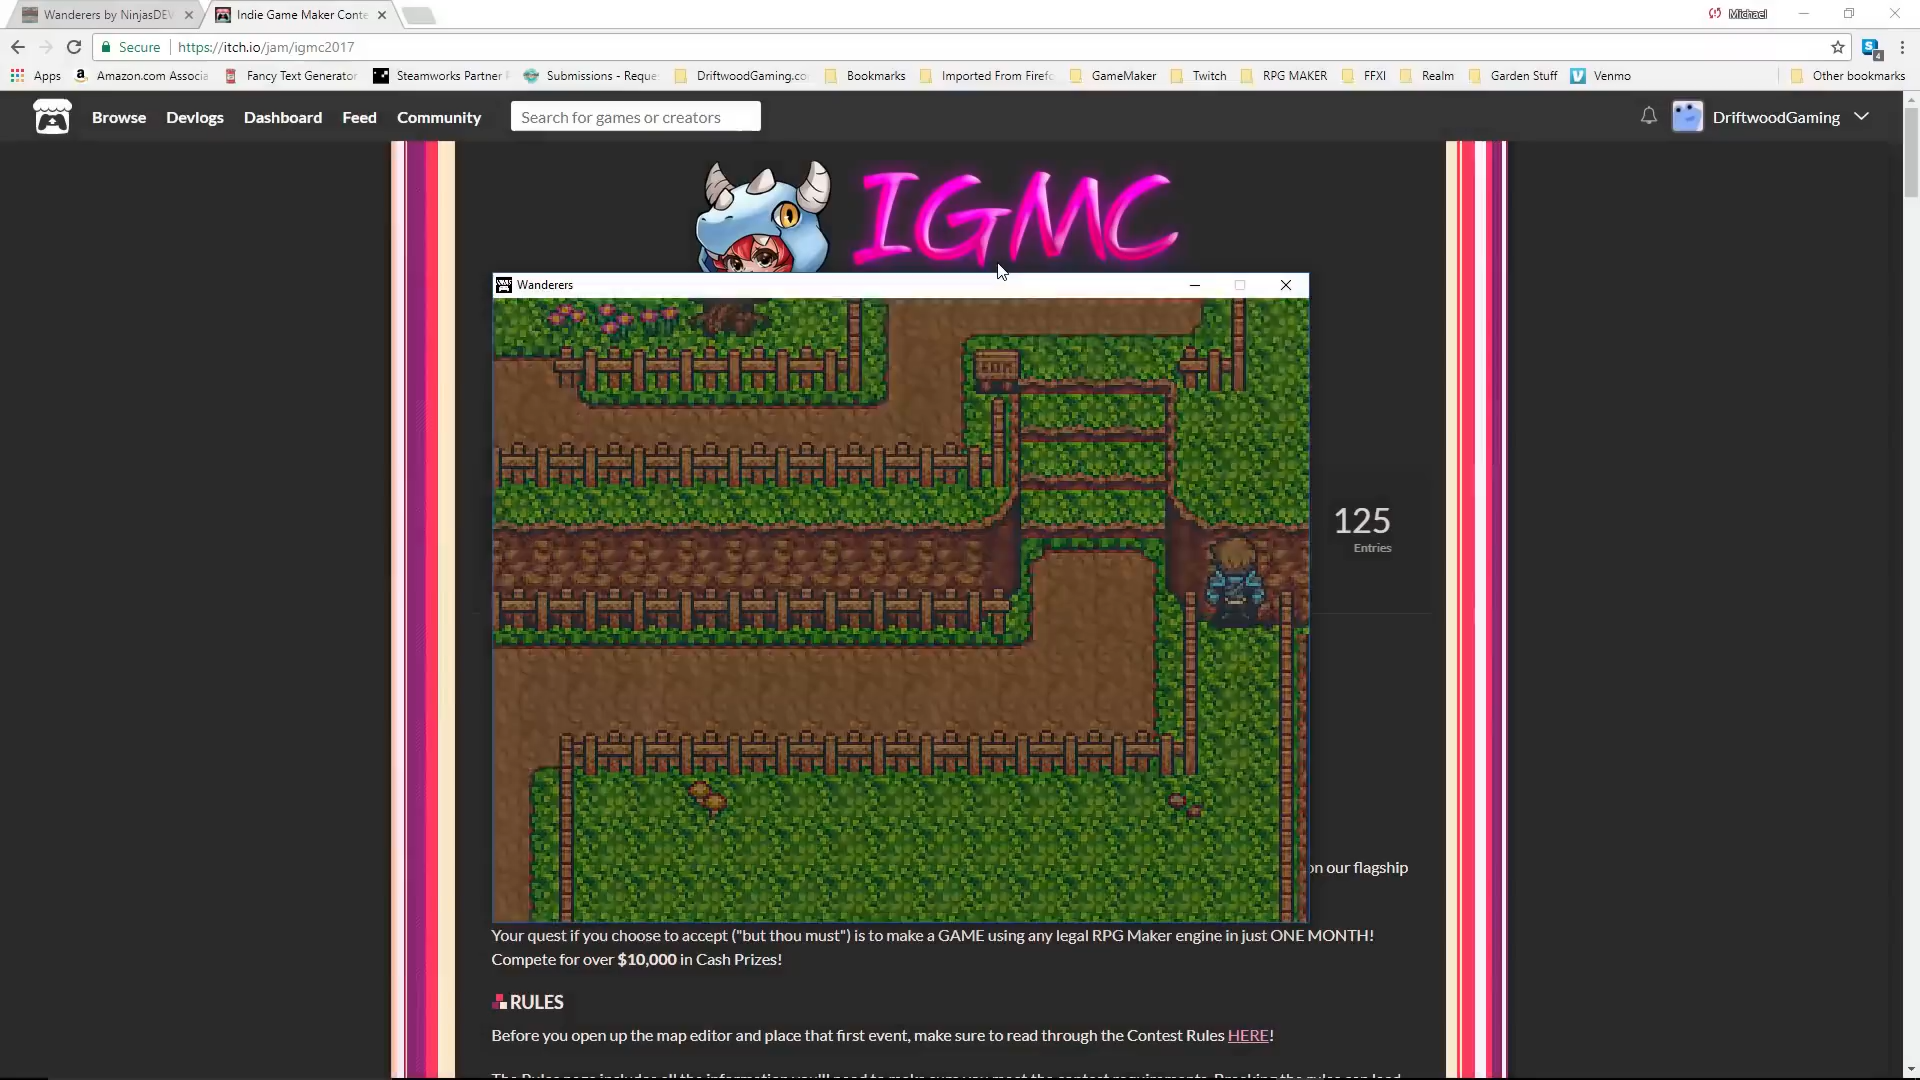 Wanderers by NinjasDEV
Indie Game Maker Conte
Michael
Secure
https://itch.io/jam/igmc2017
Apps
Amazon.com Associa
Fancy Text Generator
Steamworks Partner
Submissions - Reque
DriftwoodGaming.co
Bookmarks
Imported From Firefo
GameMaker
Twitch
RPG MAKER
FFXI
Realm
Garden Stuff
Venmo
Other bookmarks
Browse
Devlogs
Dashboard
Feed
Community
Search for games or creators
DriftwoodGaming
IGMC
Wanderers
125
Entries
on our flagship
Your quest if you choose to accept ("but thou must") is to make a GAME using any legal RPG Maker engine in just ONE MONTH!
Compete for over $10,000 in Cash Prizes!
RULES
Before you open up the map editor and place that first event, make sure to read through the Contest Rules HERE!